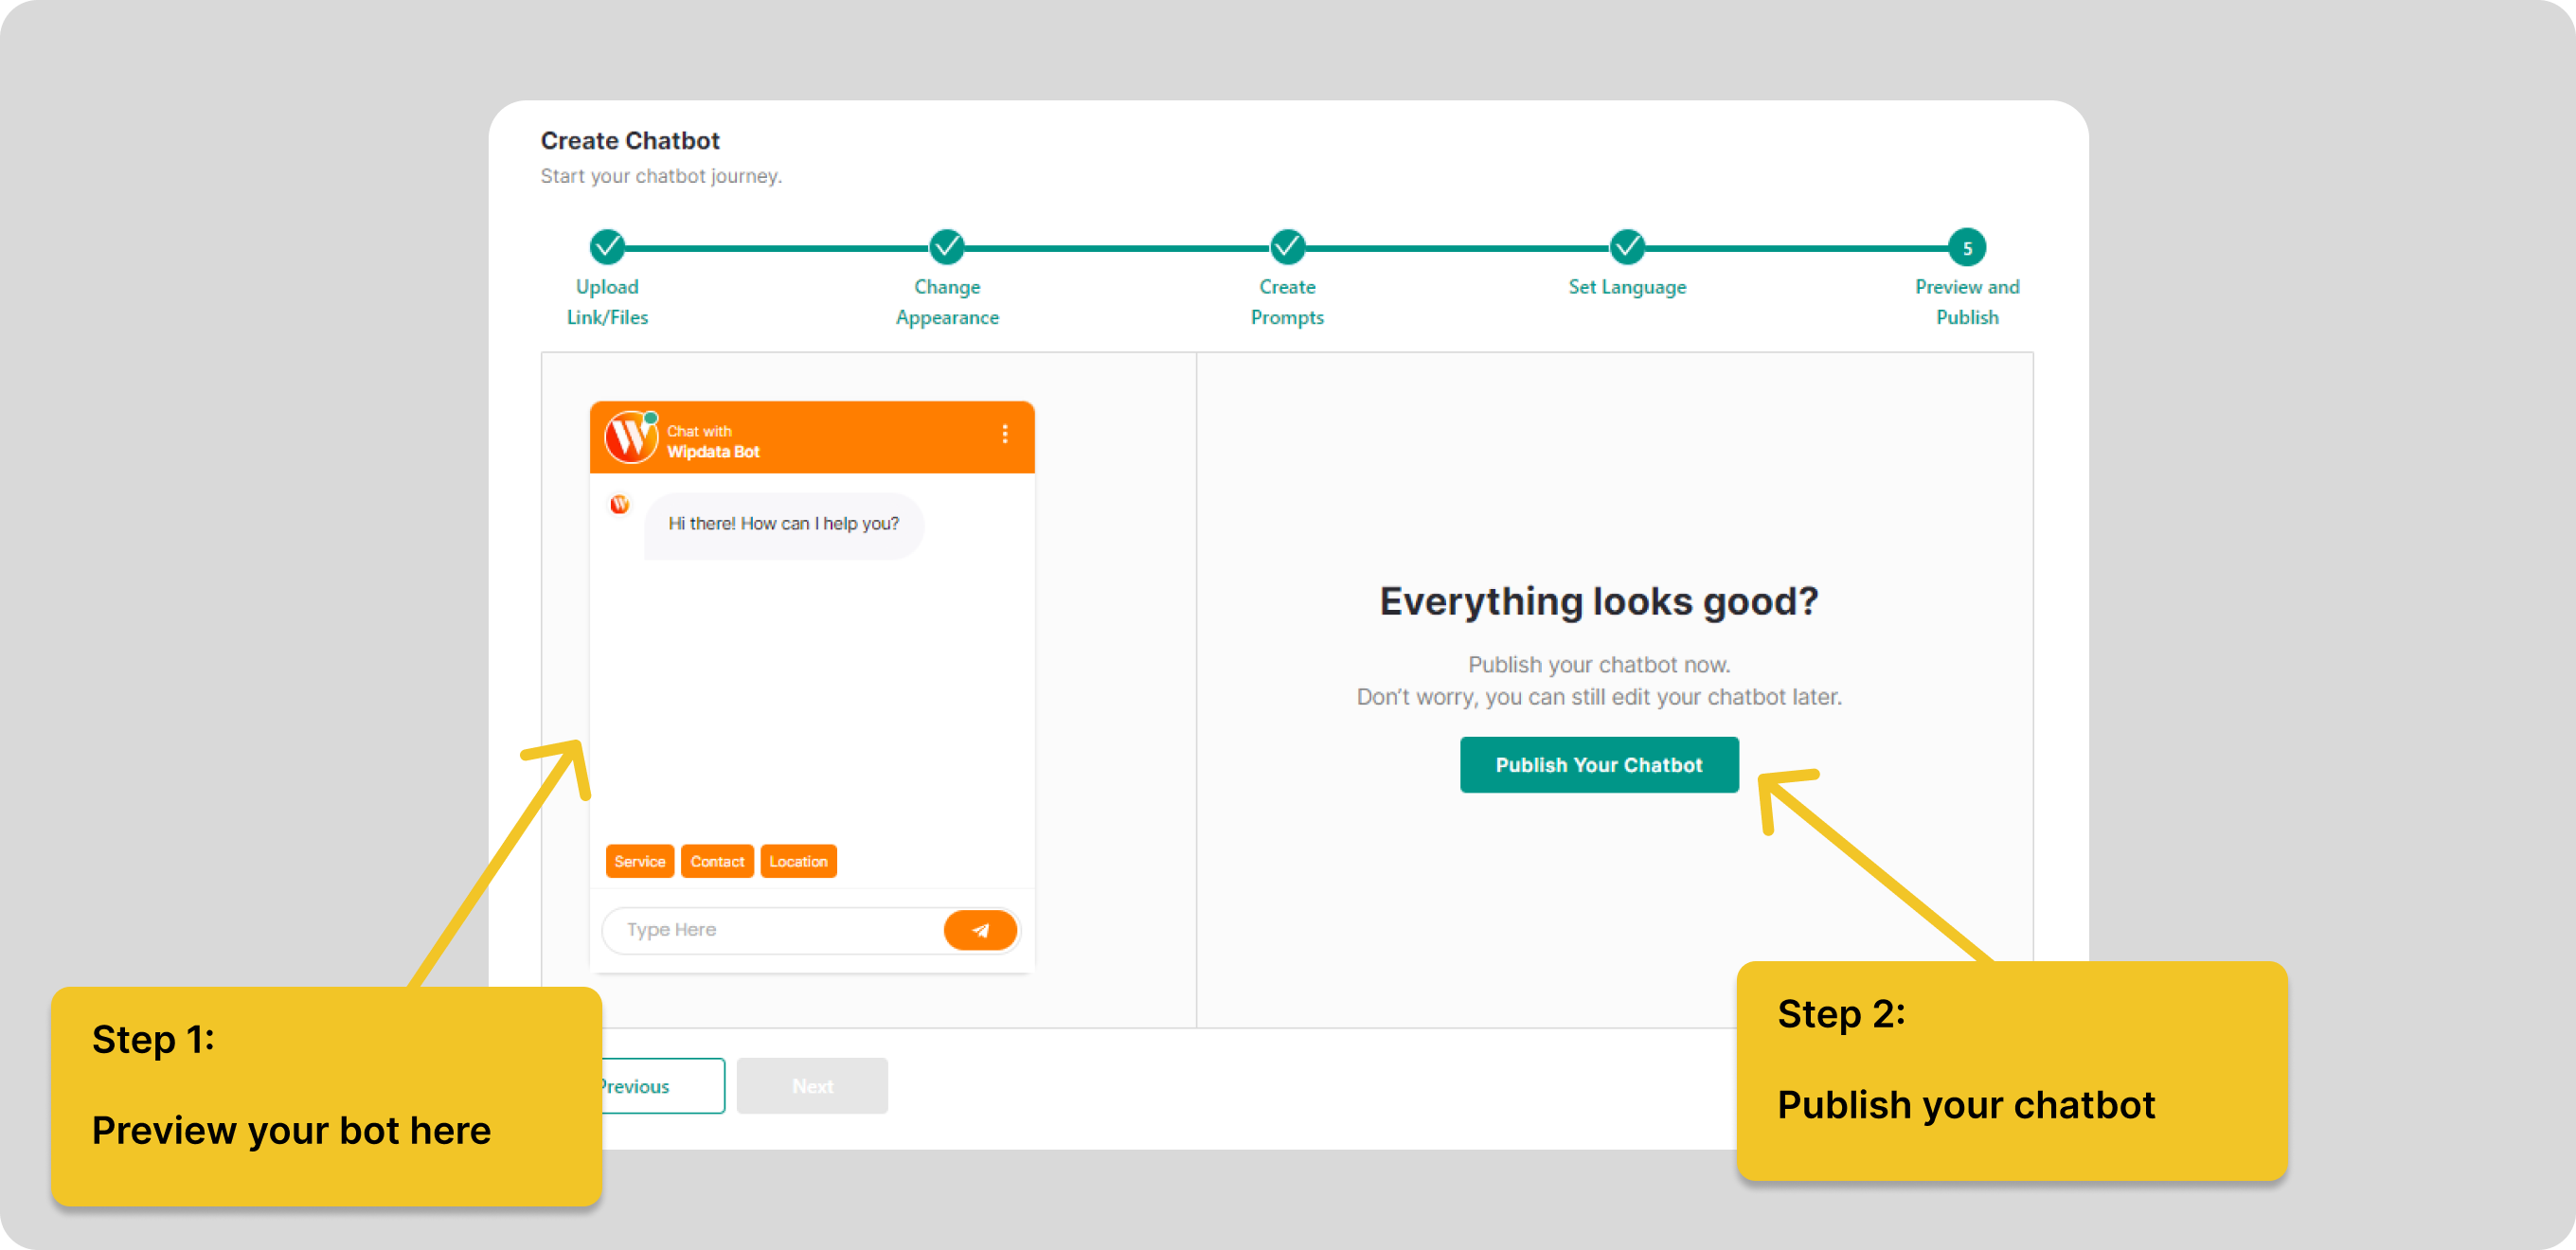 Create Chatbot
Start your chatbot journey.
5
Upload
Link/Files
Change
Appearance
Create
Prompts
Set Language
Preview and
Publish
W
Chat with
Wipdata Bot
W
Hi there! How can I help you?
Service
Contact
Location
Type Here
Everything looks good?
Publish your chatbot now.
Don’t worry, you can still edit your chatbot later.
Publish Your Chatbot
Previous
Next
Step 1:
Preview your bot here
Step 2:
Publish your chatbot